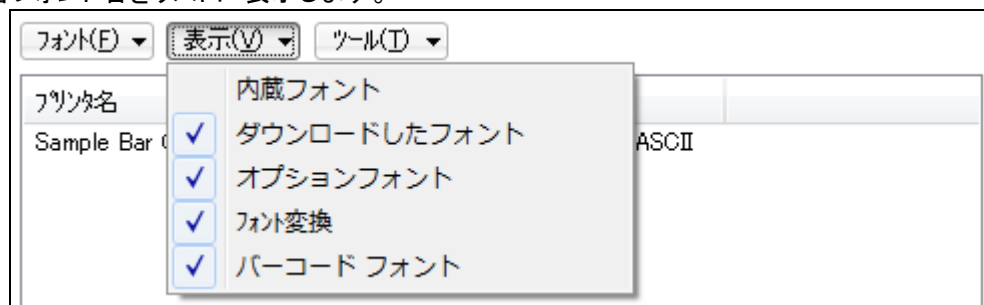 フォント(F) 表示(V) ツール(T)
プリンタ名
内蔵フォント
Sample Bar
ダウンロードしたフォント
ASCII
オプションフォント
フォント変換
バーコード フォント